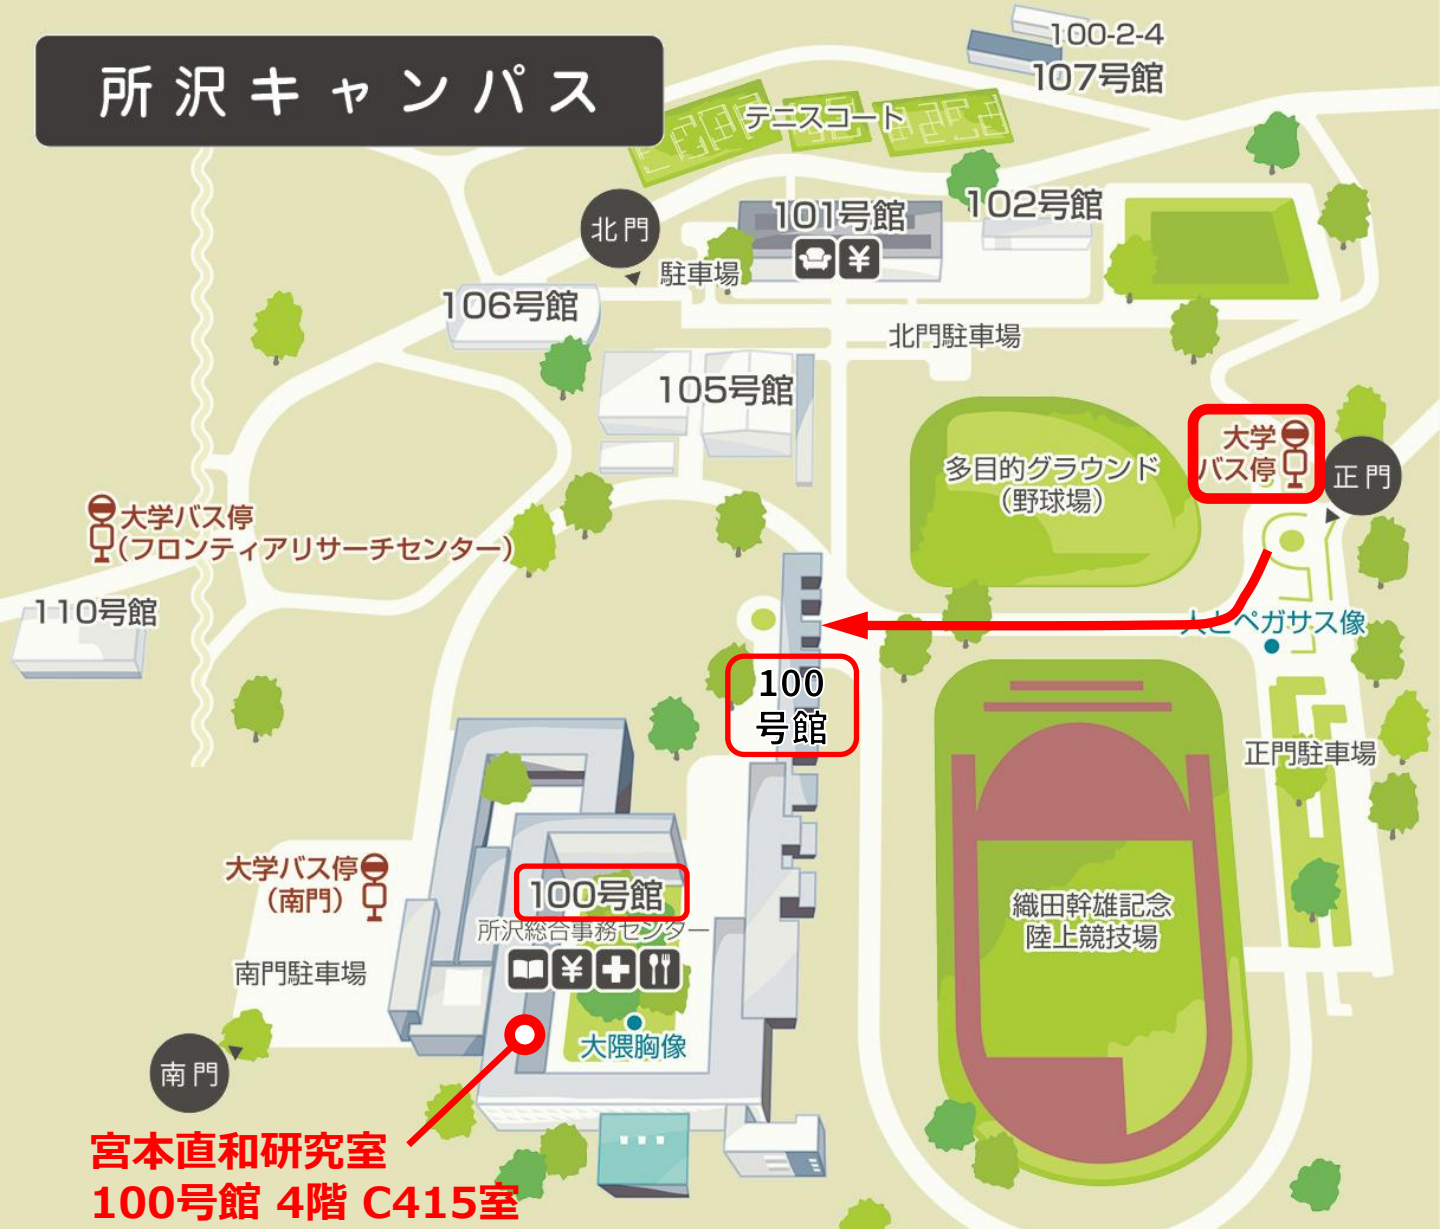 所沢キャンパス
100-2-4
107号館
テニスコート
102号館
101号館
¥
北門
駐車場
106号館
北門駐車場
105号館
大学
バス停
正門
多目的グラウンド
(野球場)
大学バス停
(フロンティアリサーチセンター)
110号館
人とペガサス像
100
号館
正門駐車場
大学バス停
(南門)
100号館
所沢総合事務センター
¥
織田幹雄記念
陸上競技場
南門駐車場
大隈胸像
南門
宮本直和研究室
100号館 4階 C415室